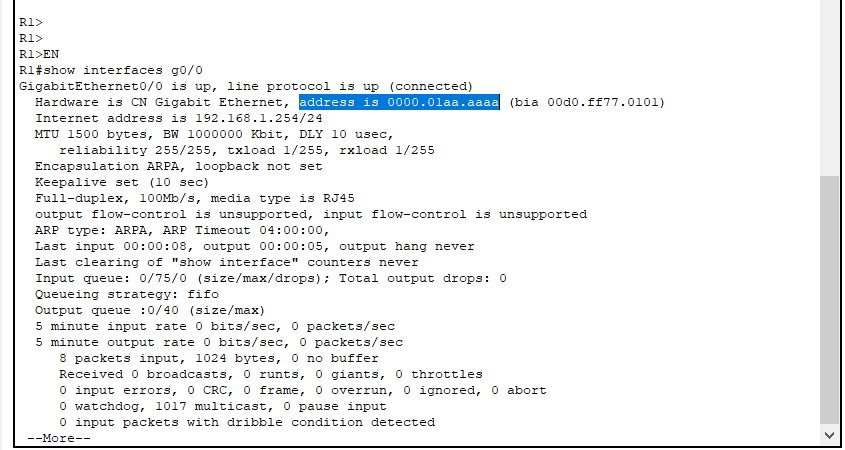 R1>
R1>
R1>EN
R1#show interfaces g0/0
GigabitEthernet0/0 is up, line protocol is up (connected)
  Hardware is CN Gigabit Ethernet, address is 0000.01aa.aaaa (bia 00d0.ff77.0101)
  Internet address is 192.168.1.254/24
  MTU 1500 bytes, BW 1000000 Kbit, DLY 10 usec,
     reliability 255/255, txload 1/255, rxload 1/255
  Encapsulation ARPA, loopback not set
  Keepalive set (10 sec)
  Full-duplex, 100Mb/s, media type is RJ45
  output flow-control is unsupported, input flow-control is unsupported
  ARP type: ARPA, ARP Timeout 04:00:00,
  Last input 00:00:08, output 00:00:05, output hang never
  Last clearing of "show interface" counters never
  Input queue: 0/75/0 (size/max/drops); Total output drops: 0
  Queueing strategy: fifo
  Output queue :0/40 (size/max)
  5 minute input rate 0 bits/sec, 0 packets/sec
  5 minute output rate 0 bits/sec, 0 packets/sec
     8 packets input, 1024 bytes, 0 no buffer
     Received 0 broadcasts, 0 runts, 0 giants, 0 throttles
     0 input errors, 0 CRC, 0 frame, 0 overrun, 0 ignored, 0 abort
     0 watchdog, 1017 multicast, 0 pause input
     0 input packets with dribble condition detected
 --More--